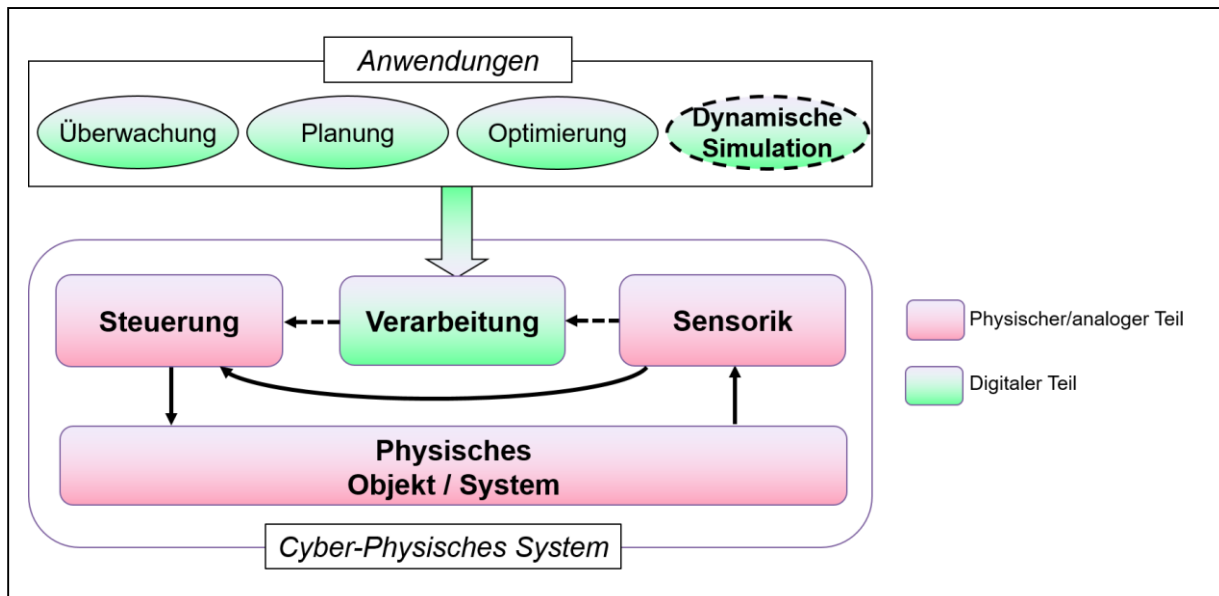 Anwendungen
Überwachung
Planung
Optimierung
Dynamische
Simulation
Steuerung
Verarbeitung
Sensorik
Physisches
Objekt / System
Cyber-Physisches System
Physischer/analoger Teil
Digitaler Teil